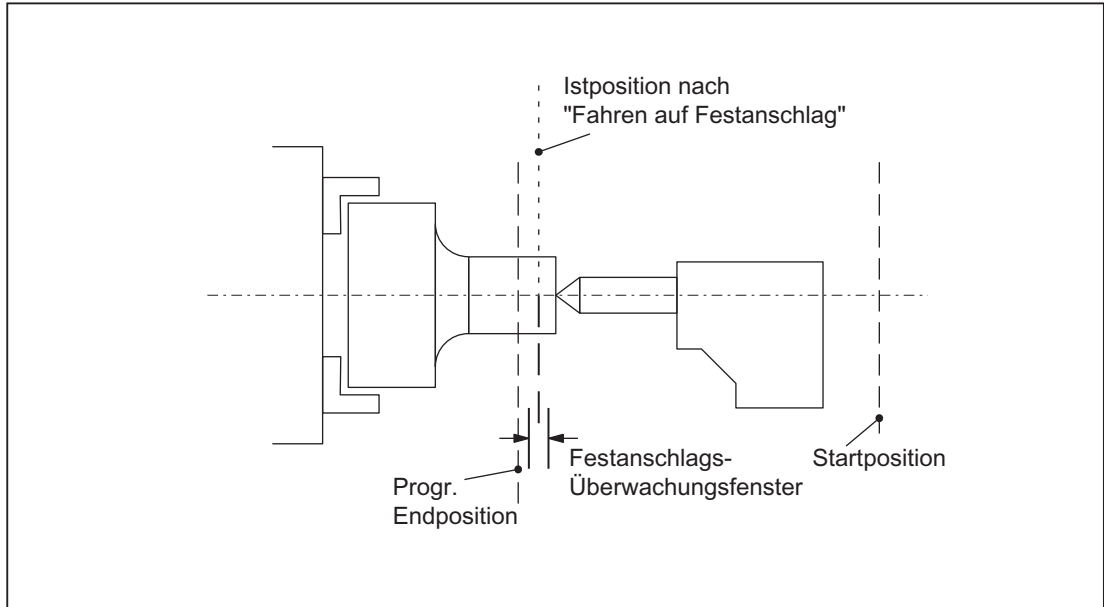 Istposition nach
"Fahren auf Festanschlag"
Festanschlags-
Überwachungsfenster
Startposition
Progr.
Endposition